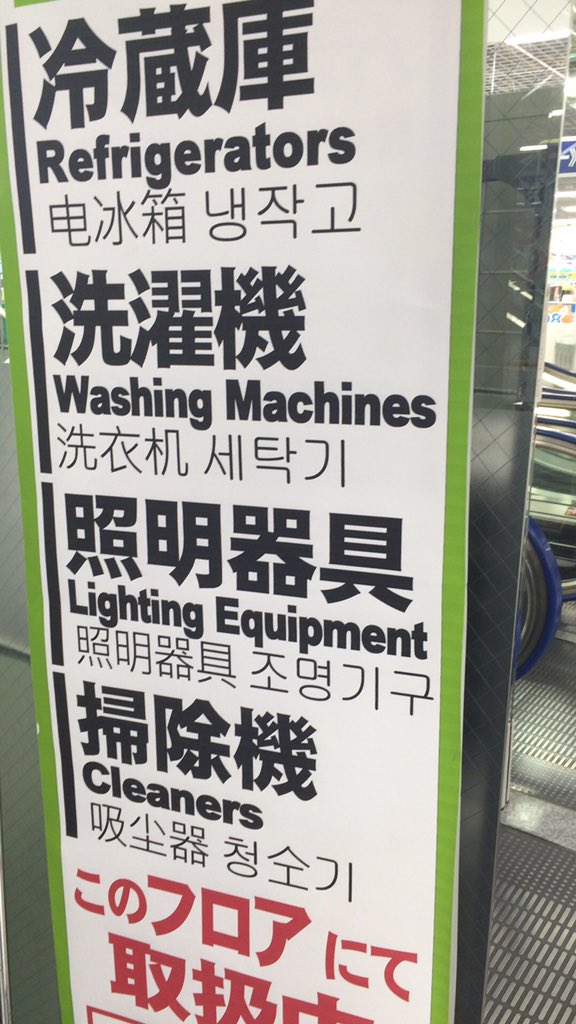 冷蔵庫
Refrigerators
电冰箱 냉작고
洗濯機
Washing Machines
洗衣机 세탁기
照明器具
Lighting Equipment
照明器具 조명기구
掃除機
Cleaners
吸尘器 청소기
このフロアにて
取扱中